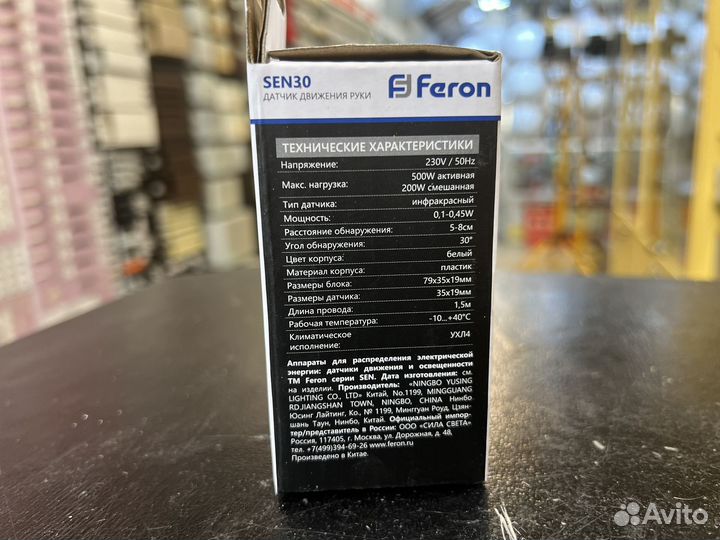 SEN30
ДАТЧИК ДВИЖЕНИЯ РУКИ
Feron
ТЕХНИЧЕСКИЕ ХАРАКТЕРИСТИКИ
Напряжение: 230V / 50Hz
Макс. нагрузка: 500W активная
200W смешанная
Тип датчика: инфракрасный
Мощность: 0,1-0,45W
Расстояние обнаружения: 5-8см
Угол обнаружения: 30°
Цвет корпуса: белый
Материал корпуса: пластик
Размеры блока: 79х35х19мм
Размеры датчика: 35х19мм
Длина провода: 1,5м
Рабочая температура: -10...+40°C
Климатическое
исполнение: УХЛ4
Аппараты для распределения электрической
энергии: датчики движения и освещенности
ТМ Feron серии SEN. Дата изготовления: см.
на изделии. Производитель: «NINGBO YUSING
LIGHTING CO., LTD» Китай, No.1199, MINGGUANG
RD.JIANGSHAN TOWN, NINGBO, CHINA Нинбо
Юсинг Лайтинг, Ко., № 1199, Минггуан Роуд, Цзян-
шань Таун, Нинбо, Китай. Официальный импор-
тер/представитель в России: ООО «СИЛА СВЕТА»
Россия, 117405, г. Москва, ул. Дорожная, д. 48,
тел. +7(499)394-69-26 www.feron.ru
Произведено в Китае.
Avito